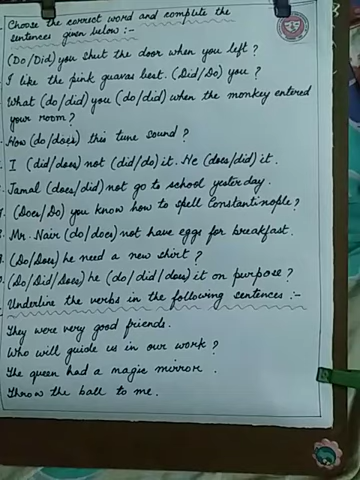 Choose the correct word and complete the
sentences given below :-
(Do/Did) you shut the door when you left ?
I like the pink guavas best. (Did/Do) you ?
What (do/did) you (do/did) when the monkey entered
your room ?
How (do/does) this tune sound ?
I (did/does) not (did/do) it. He (does/did) it.
Jamal (does/did) not go to school yesterday.
(Does/Do) you know how to spell Constantinople ?
Mr. Nair (do/does) not have eggs for breakfast.
(Do/Does) he need a new shirt ?
(Do/Did/Does) he (do/did/does) it on purpose ?
Underline the verbs in the following sentences :-
They were very good friends.
Who will guide us in our work ?
The queen had a magic mirror .
Throw the ball to me.